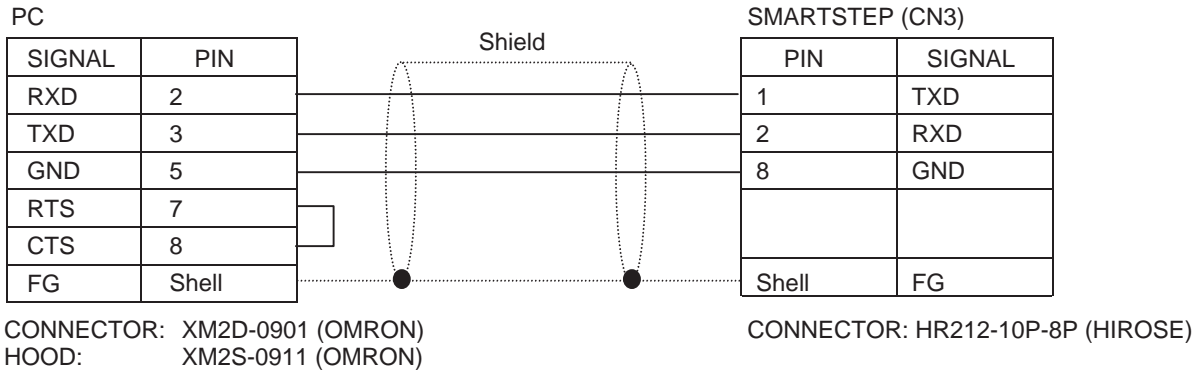 PC
SMARTSTEP (CN3)
Shield
SIGNAL PIN
PIN SIGNAL
RXD 2
1 TXD
TXD 3
2 RXD
GND 5
8 GND
RTS 7
CTS 8
FG Shell
Shell FG
CONNECTOR: XM2D-0901 (OMRON)
HOOD: XM2S-0911 (OMRON)
CONNECTOR: HR212-10P-8P (HIROSE)